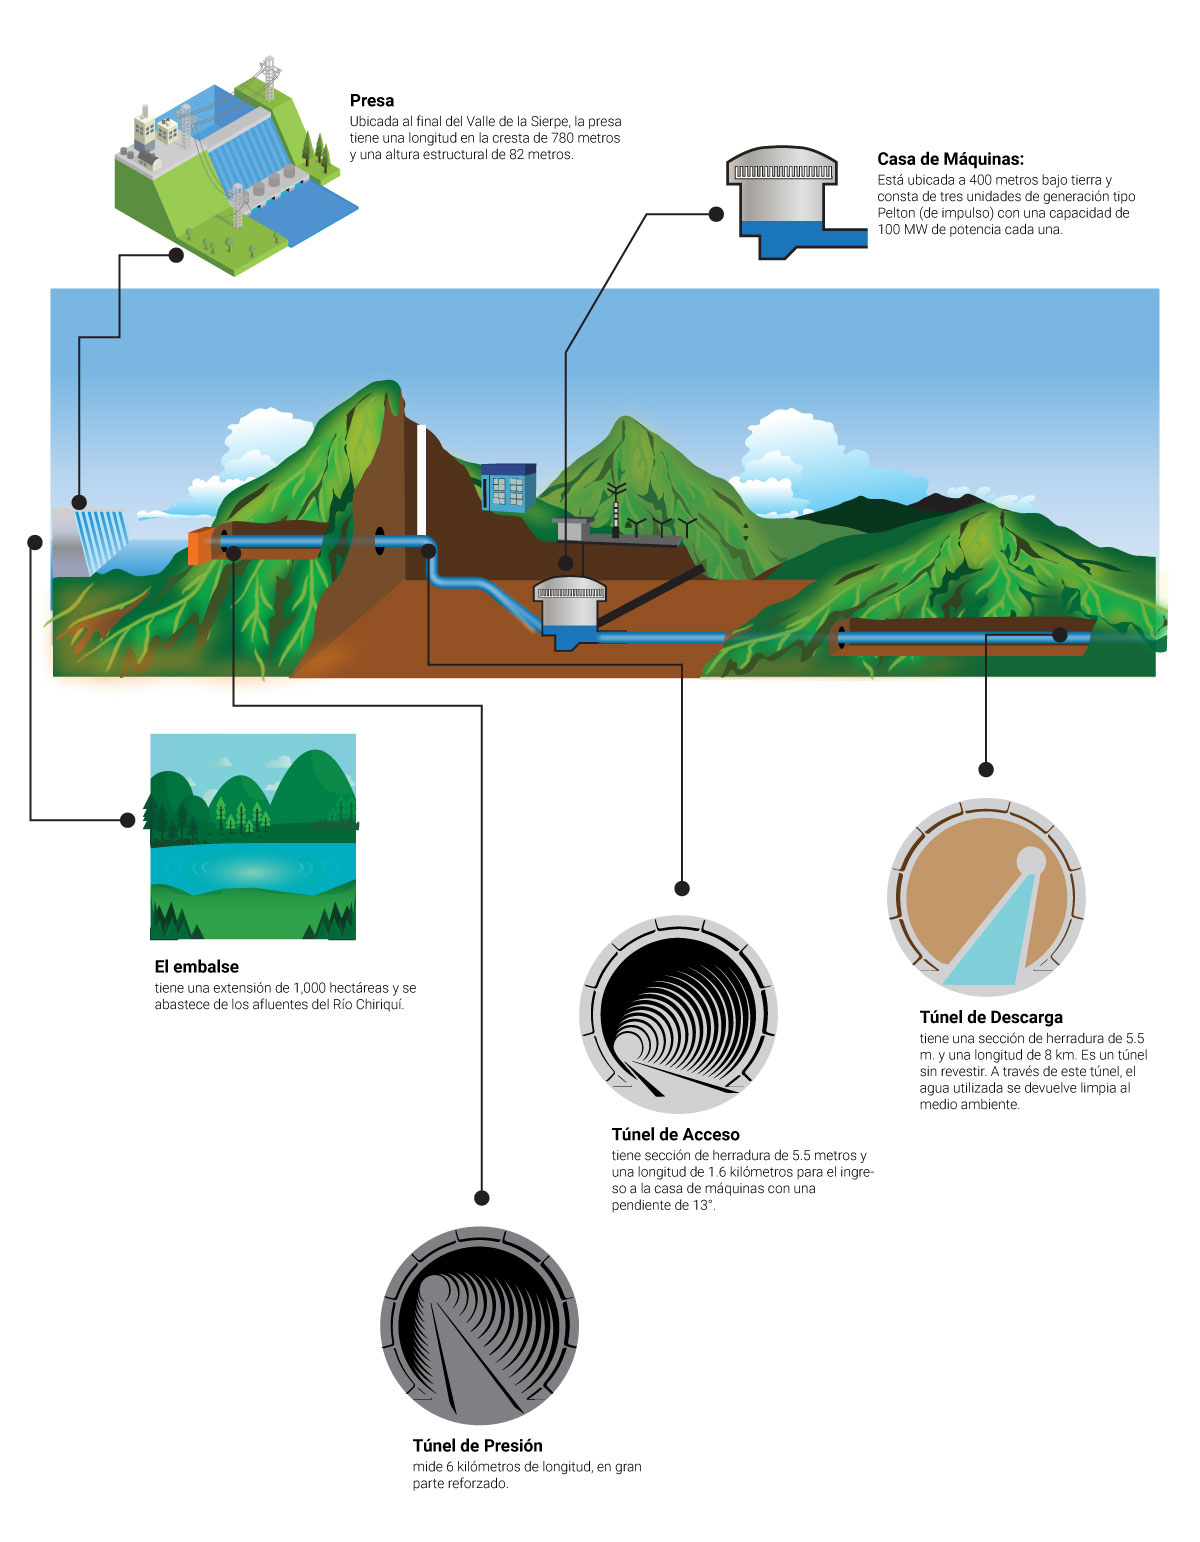 Presa
Ubicada al final del Valle de la Sierpe, la presa
tiene una longitud en la cresta de 780 metros
y una altura estructural de 82 metros.
Casa de Máquinas:
Está ubicada a 400 metros bajo tierra y
consta de tres unidades de generación tipo
Pelton (de impulso) con una capacidad de
100 MW de potencia cada una.
El embalse
tiene una extensión de 1,000 hectáreas y se
abastece de los afluentes del Río Chiriquí.
Túnel de Descarga
tiene una sección de herradura de 5.5
m. y una longitud de 8 km. Es un túnel
sin revestir. A través de este túnel, el
agua utilizada se devuelve limpia al
medio ambiente.
Túnel de Acceso
tiene sección de herradura de 5.5 metros y
una longitud de 1.6 kilómetros para el ingre-
so a la casa de máquinas con una
pendiente de 13°.
Túnel de Presión
mide 6 kilómetros de longitud, en gran
parte reforzado.